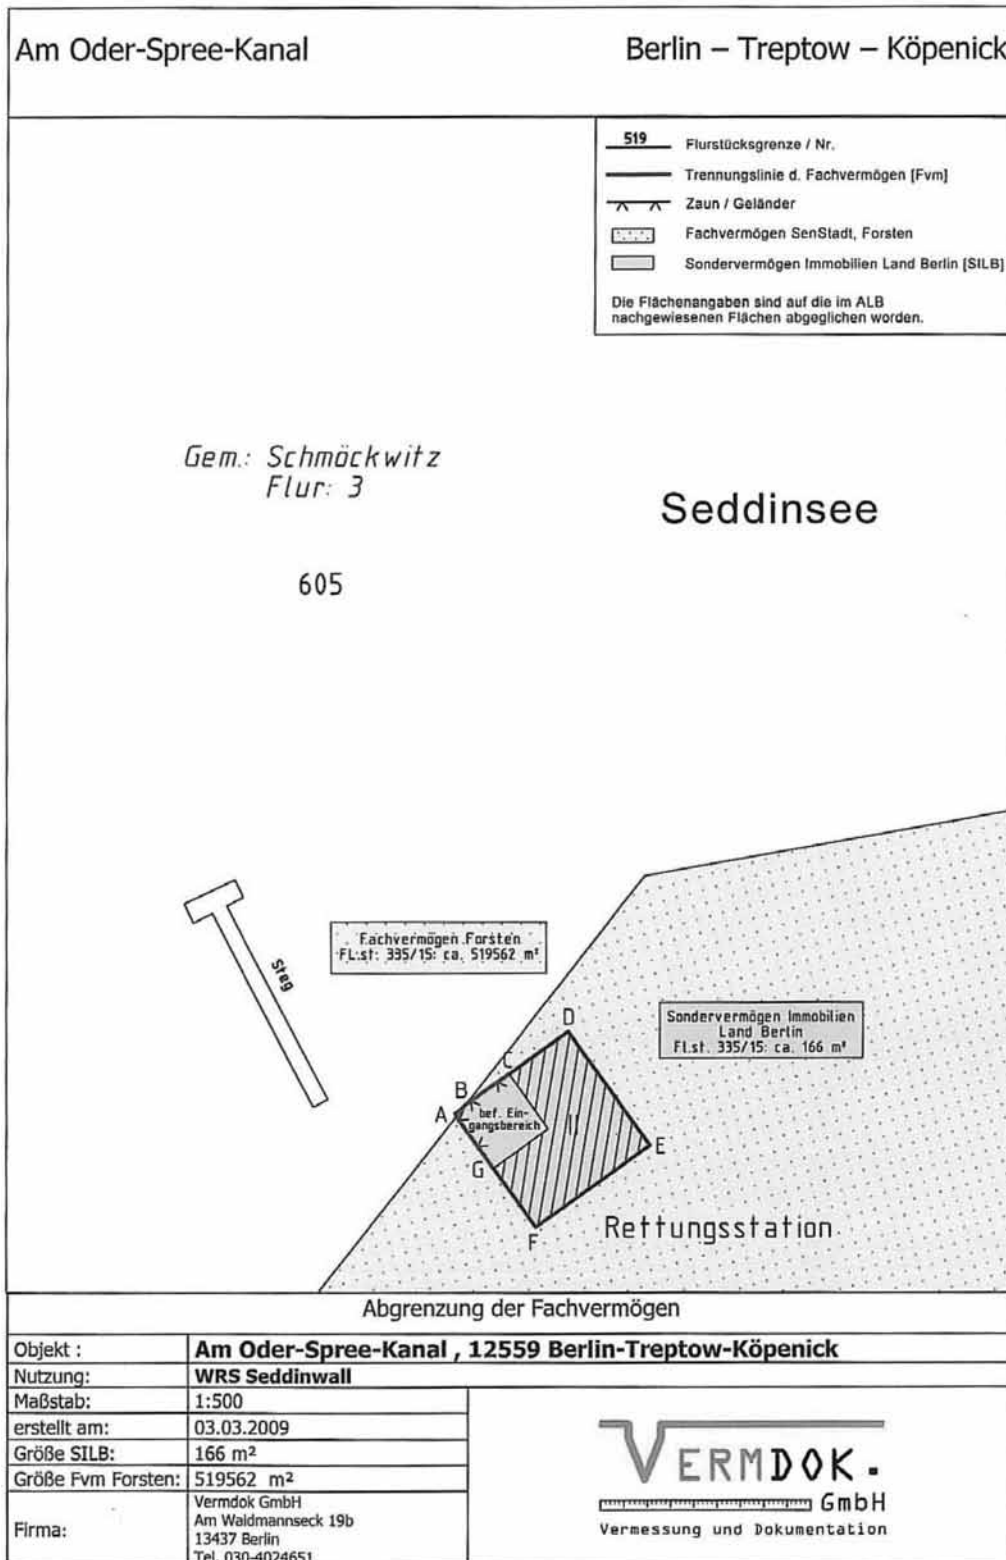 Am Oder-Spree-Kanal
Berlin – Treptow – Köpenick
519 Flurstücksgrenze / Nr.
Trennungslinie d. Fachvermögen [Fvm]
Zaun / Geländer
Fachvermögen SenStadt, Forsten
Sondervermögen Immobilien Land Berlin [SILB]
Die Flächenangaben sind auf die im ALB
nachgewiesenen Flächen abgeglichen worden.
Gem.: Schmöckwitz
Flur: 3
Seddinsee
605
Steg
Fachvermögen Forsten
Fl.st: 335/15: ca. 519562 m²
Sondervermögen Immobilien
Land Berlin
Fl.st. 335/15: ca. 166 m²
D
C
B
A
bef. Ein-
gangsbereich
II
E
G
F
Rettungsstation
Abgrenzung der Fachvermögen
Objekt : Am Oder-Spree-Kanal , 12559 Berlin-Treptow-Köpenick
Nutzung: WRS Seddinwall
Maßstab: 1:500
erstellt am: 03.03.2009
Größe SILB: 166 m²
Größe Fvm Forsten: 519562 m²
Firma: Vermdok GmbH
Am Waldmannseck 19b
13437 Berlin
Tel. 030-4024651
VERMDOK.
GmbH
Vermessung und Dokumentation